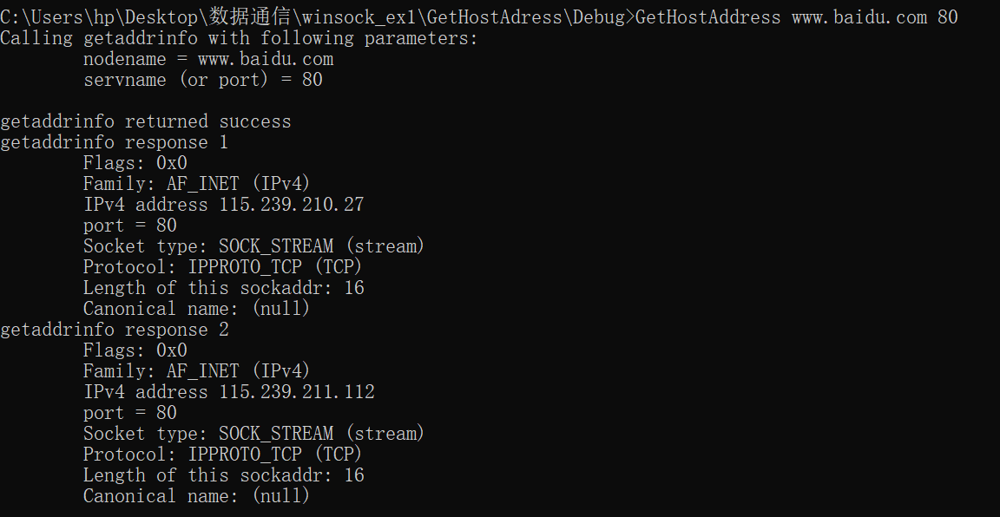 C:\Users\hp\Desktop\数据通信\winsock_ex1\GetHostAdress\Debug>GetHostAddress www.baidu.com 80
Calling getaddrinfo with following parameters:
        nodename = www.baidu.com
        servname (or port) = 80

getaddrinfo returned success
getaddrinfo response 1
        Flags: 0x0
        Family: AF_INET (IPv4)
        IPv4 address 115.239.210.27
        port = 80
        Socket type: SOCK_STREAM (stream)
        Protocol: IPPROTO_TCP (TCP)
        Length of this sockaddr: 16
        Canonical name: (null)
getaddrinfo response 2
        Flags: 0x0
        Family: AF_INET (IPv4)
        IPv4 address 115.239.211.112
        port = 80
        Socket type: SOCK_STREAM (stream)
        Protocol: IPPROTO_TCP (TCP)
        Length of this sockaddr: 16
        Canonical name: (null)